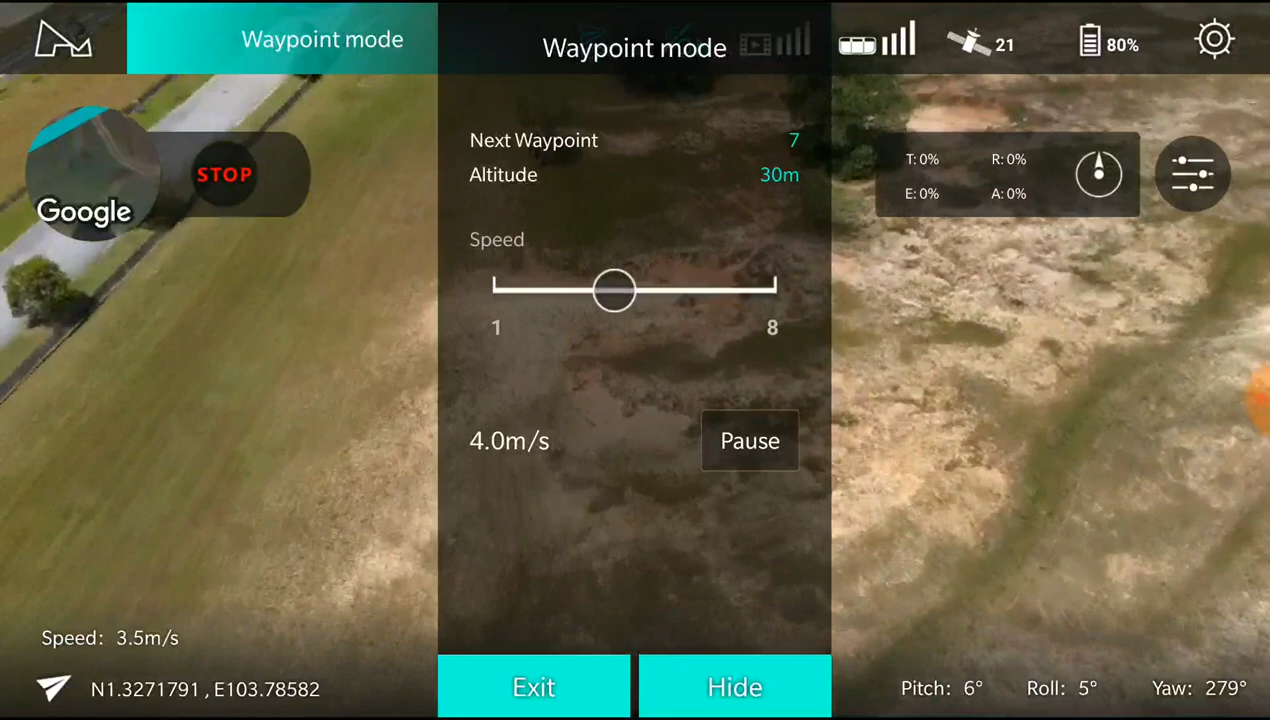 Waypoint mode
Waypoint mode
21
80%
Google
STOP
Next Waypoint 7
Altitude 30m
T: 0% R: 0%
E: 0% A: 0%
Speed
1 8
4.0m/s Pause
Speed: 3.5m/s
N1.3271791 , E103.78582
Exit Hide
Pitch: 6° Roll: 5° Yaw: 279°